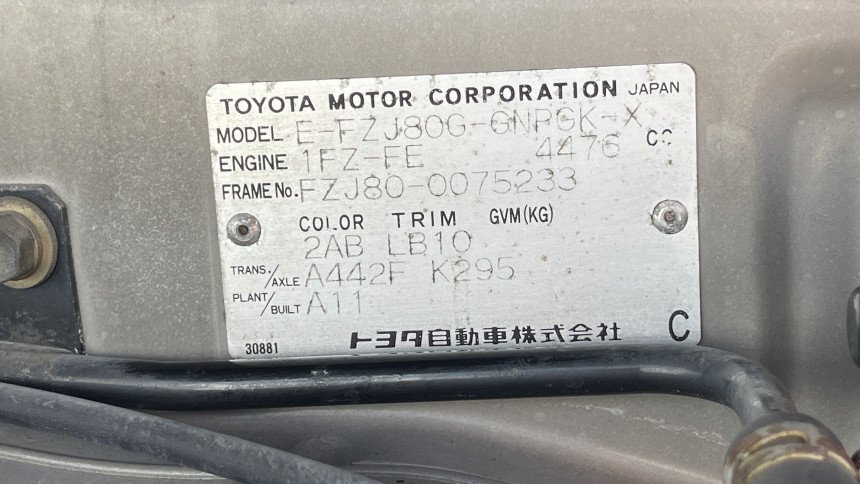 TOYOTA MOTOR CORPORATION JAPAN
MODEL E-FZJ80G-GNPGK-X
ENGINE 1FZ-FE 4476 CC
FRAME No. FZJ80-0075233
COLOR TRIM GVM(KG)
2AB LB10
TRANS./AXLE A442F K295
PLANT/BUILT A11
30881 トヨタ自動車株式会社 C